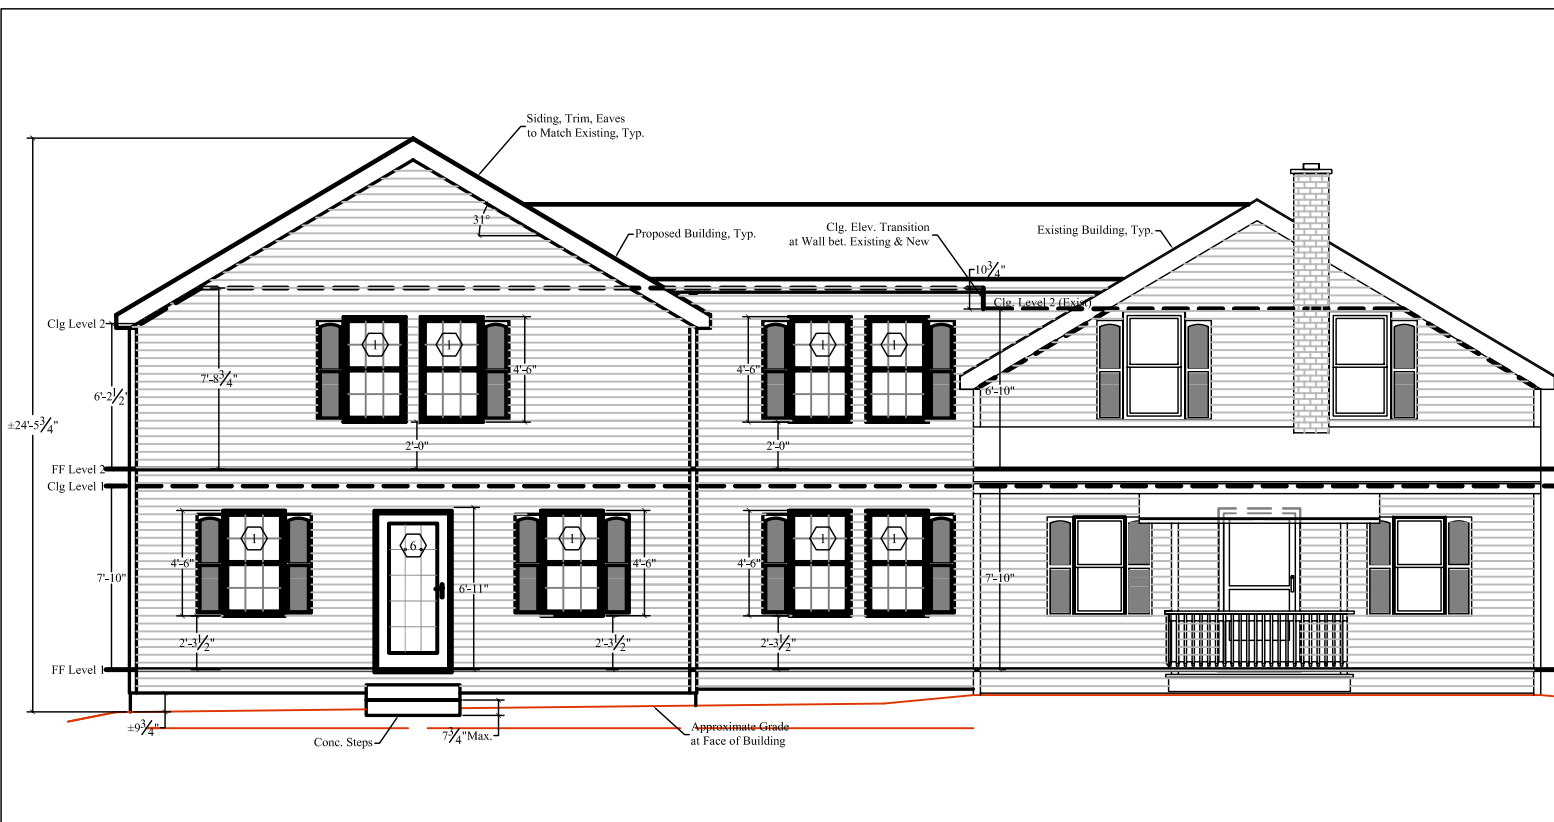 Siding, Trim, Eaves
to Match Existing, Typ.
31°
Proposed Building, Typ.
Clg. Elev. Transition
at Wall bet. Existing & New
Existing Building, Typ.
10¾"
Clg. Level 2 (Exist)
Clg Level 2
1
1
1
1
7'-8¾"
4'-6"
4'-6"
6'-10"
6'-2½"
±24'-5¾"
2'-0"
2'-0"
FF Level 2
Clg Level 1
1
6
1
1
1
4'-6"
4'-6"
4'-6"
7'-10"
6'-11"
7'-10"
2'-3½"
2'-3½"
2'-3½"
FF Level 1
±9¾"
Conc. Steps
7¾"Max.
Approximate Grade
at Face of Building